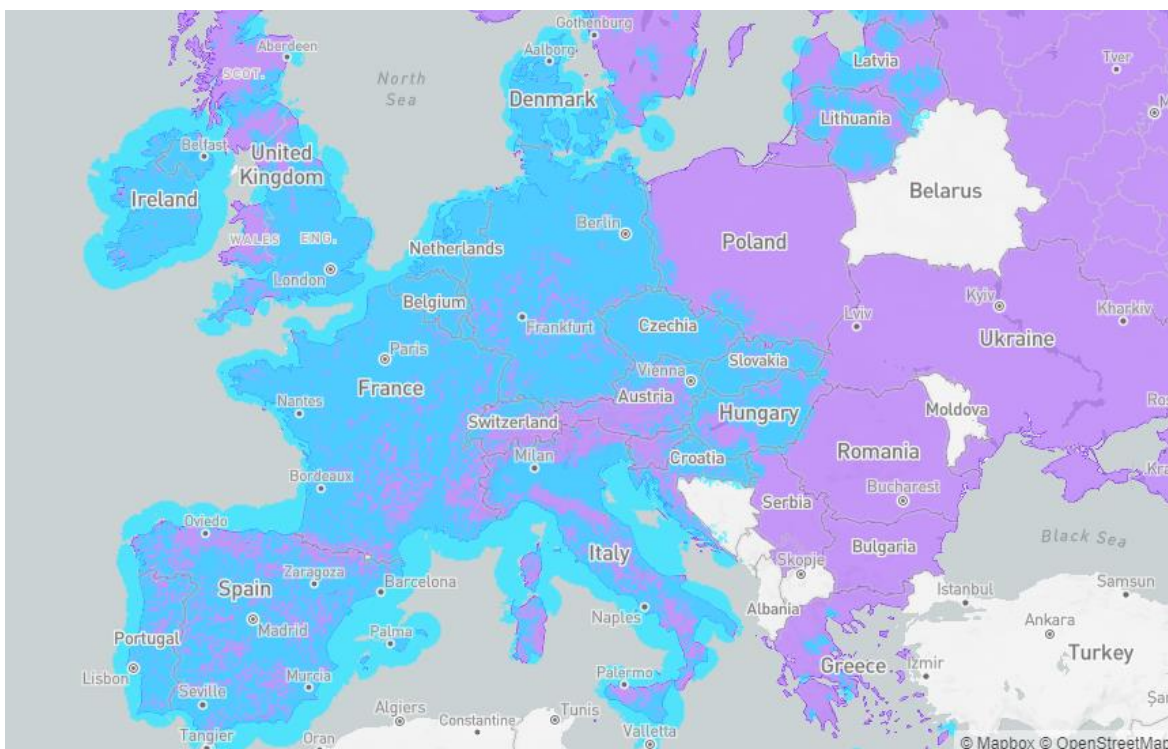 Gothenburg
Aberdeen
SCOT.
Aalborg
North
Sea
Denmark
Latvia
Tver
Lithuania
Belfast
United
Kingdom
Ireland
Belarus
WALES
ENG.
Netherlands
Berlin
Poland
London
Belgium
Kyiv
Kharkiv
Lviv
Frankfurt
Czechia
Ukraine
Paris
Slovakia
France
Vienna
Nantes
Austria
Hungary
Moldova
Switzerland
Milan
Croatia
Romania
Bordeaux
Serbia
Bucharest
Oviedo
Italy
Bulgaria
Black Sea
Zaragoza
Spain
Barcelona
Skopje
Istanbul
Samsun
Madrid
Naples
Albania
Portugal
Palma
Ankara
Lisbon
Murcia
Greece
Izmir
Turkey
Seville
Palermo
Algiers
Constantine
Tunis
Tangier
Oran
Valletta
© Mapbox © OpenStreetMap